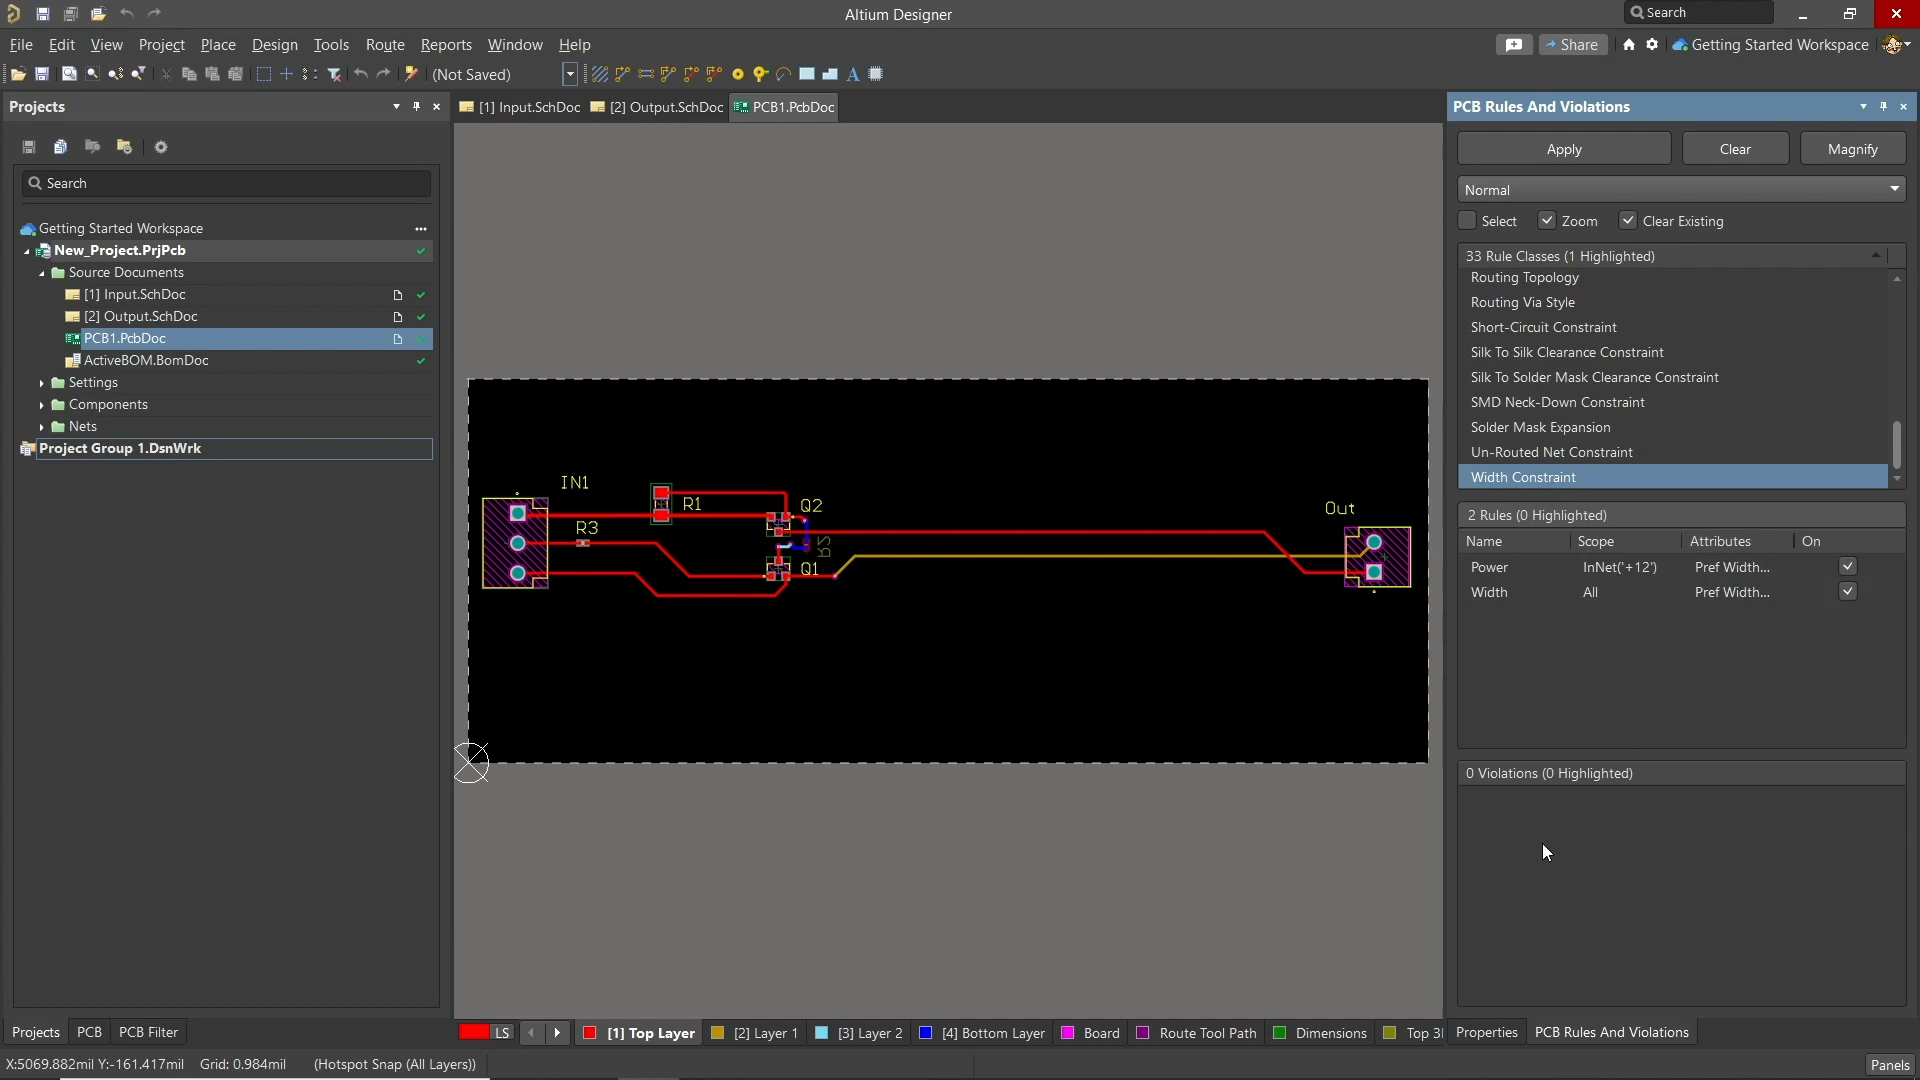 Altium Designer
Search
File Edit View Project Place Design Tools Route Reports Window Help
Share
Getting Started Workspace
(Not Saved)
Projects
[1] Input.SchDoc
[2] Output.SchDoc
PCB1.PcbDoc
PCB Rules And Violations
Apply
Clear
Magnify
Search
Normal
Select
Zoom
Clear Existing
Getting Started Workspace
New_Project.PrjPcb
Source Documents
[1] Input.SchDoc
[2] Output.SchDoc
PCB1.PcbDoc
ActiveBOM.BomDoc
Settings
Components
Nets
Project Group 1.DsnWrk
33 Rule Classes (1 Highlighted)
Routing Topology
Routing Via Style
Short-Circuit Constraint
Silk To Silk Clearance Constraint
Silk To Solder Mask Clearance Constraint
SMD Neck-Down Constraint
Solder Mask Expansion
Un-Routed Net Constraint
Width Constraint
IN1
R1
R3
Q2
R2
Q1
Out
2 Rules (0 Highlighted)
Name Scope Attributes On
Power InNet('+12') Pref Width...
Width All Pref Width...
0 Violations (0 Highlighted)
Projects PCB PCB Filter
LS
[1] Top Layer
[2] Layer 1
[3] Layer 2
[4] Bottom Layer
Board
Route Tool Path
Dimensions
Top 3
Properties
PCB Rules And Violations
X:5069.882mil Y:-161.417mil Grid: 0.984mil (Hotspot Snap (All Layers))
Panels